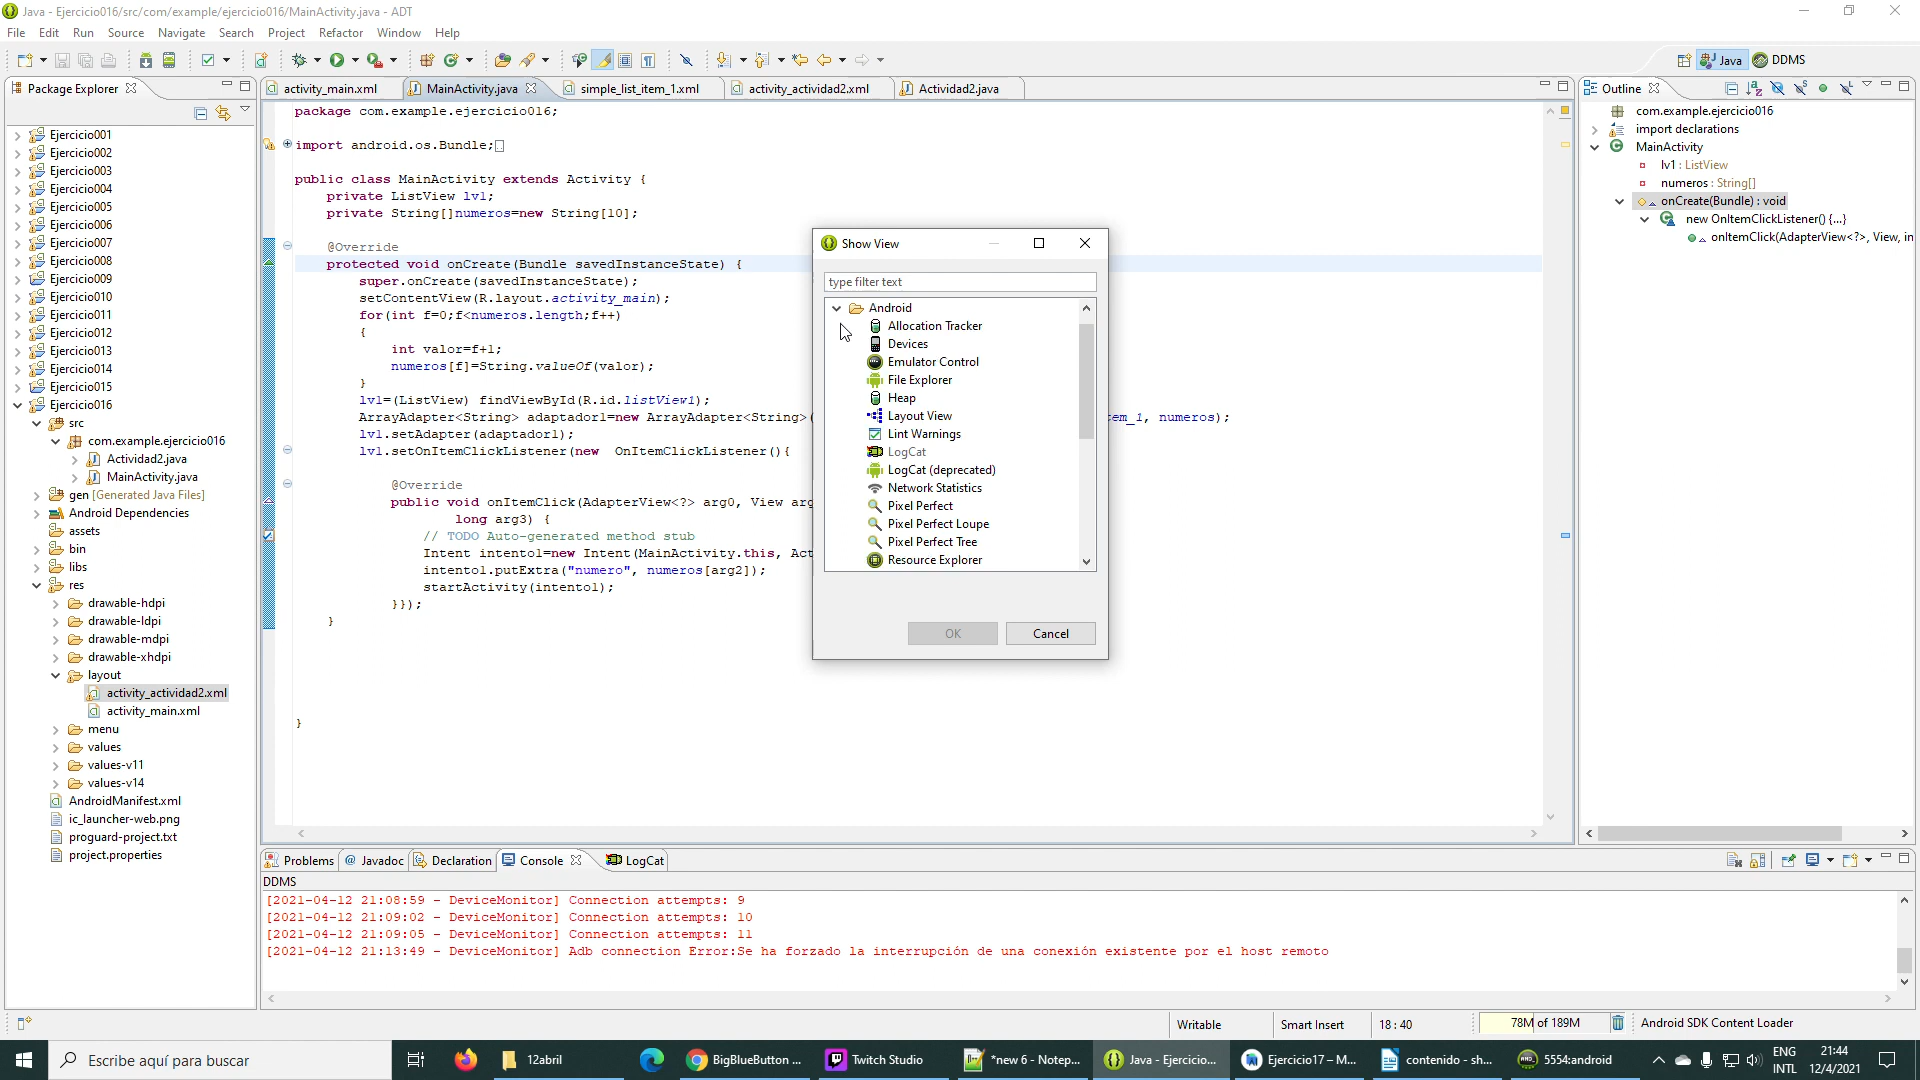 Java - Ejercicio016/src/com/example/ejercicio016/MainActivity.java - ADT
File Edit Run Source Navigate Search Project Refactor Window Help
Java DDMS
Package Explorer
activity_main.xml MainActivity.java simple_list_item_1.xml activity_actividad2.xml Actividad2.java
Outline
Ejercicio001
Ejercicio002
Ejercicio003
Ejercicio004
Ejercicio005
Ejercicio006
Ejercicio007
Ejercicio008
Ejercicio009
Ejercicio010
Ejercicio011
Ejercicio012
Ejercicio013
Ejercicio014
Ejercicio015
Ejercicio016
src
com.example.ejercicio016
Actividad2.java
MainActivity.java
gen [Generated Java Files]
Android Dependencies
assets
bin
libs
res
drawable-hdpi
drawable-ldpi
drawable-mdpi
drawable-xhdpi
layout
activity_actividad2.xml
activity_main.xml
menu
values
values-v11
values-v14
AndroidManifest.xml
ic_launcher-web.png
proguard-project.txt
project.properties
package com.example.ejercicio016;
import android.os.Bundle;
public class MainActivity extends Activity {
private ListView lv1;
private String[]numeros=new String[10];
@Override
protected void onCreate(Bundle savedInstanceState) {
super.onCreate(savedInstanceState);
setContentView(R.layout.activity_main);
for(int f=0;f<numeros.length;f++)
{
int valor=f+1;
numeros[f]=String.valueOf(valor);
}
lv1=(ListView) findViewById(R.id.listView1);
ArrayAdapter<String> adaptador1=new ArrayAdapter<String>( em_1, numeros);
lv1.setAdapter(adaptador1);
lv1.setOnItemClickListener(new OnItemClickListener(){
@Override
public void onItemClick(AdapterView<?> arg0, View arg
long arg3) {
// TODO Auto-generated method stub
Intent intento1=new Intent(MainActivity.this, Act
intento1.putExtra("numero", numeros[arg2]);
startActivity(intento1);
}});
}
}
Show View
type filter text
Android
Allocation Tracker
Devices
Emulator Control
File Explorer
Heap
Layout View
Lint Warnings
LogCat
LogCat (deprecated)
Network Statistics
Pixel Perfect
Pixel Perfect Loupe
Pixel Perfect Tree
Resource Explorer
OK Cancel
com.example.ejercicio016
import declarations
MainActivity
lv1 : ListView
numeros : String[]
onCreate(Bundle) : void
new OnItemClickListener() {...}
onItemClick(AdapterView<?>, View, in
Problems Javadoc Declaration Console LogCat
DDMS
[2021-04-12 21:08:59 - DeviceMonitor] Connection attempts: 9
[2021-04-12 21:09:02 - DeviceMonitor] Connection attempts: 10
[2021-04-12 21:09:05 - DeviceMonitor] Connection attempts: 11
[2021-04-12 21:13:49 - DeviceMonitor] Adb connection Error:Se ha forzado la interrupción de una conexión existente por el host remoto
Writable Smart Insert 18 : 40 78M of 189M Android SDK Content Loader
Escribe aquí para buscar
12abril
BigBlueButton ...
Twitch Studio
*new 6 - Notep...
Java - Ejercicio...
Ejercicio17 – M...
contenido - sh...
5554:android
ENG
INTL
21:44
12/4/2021